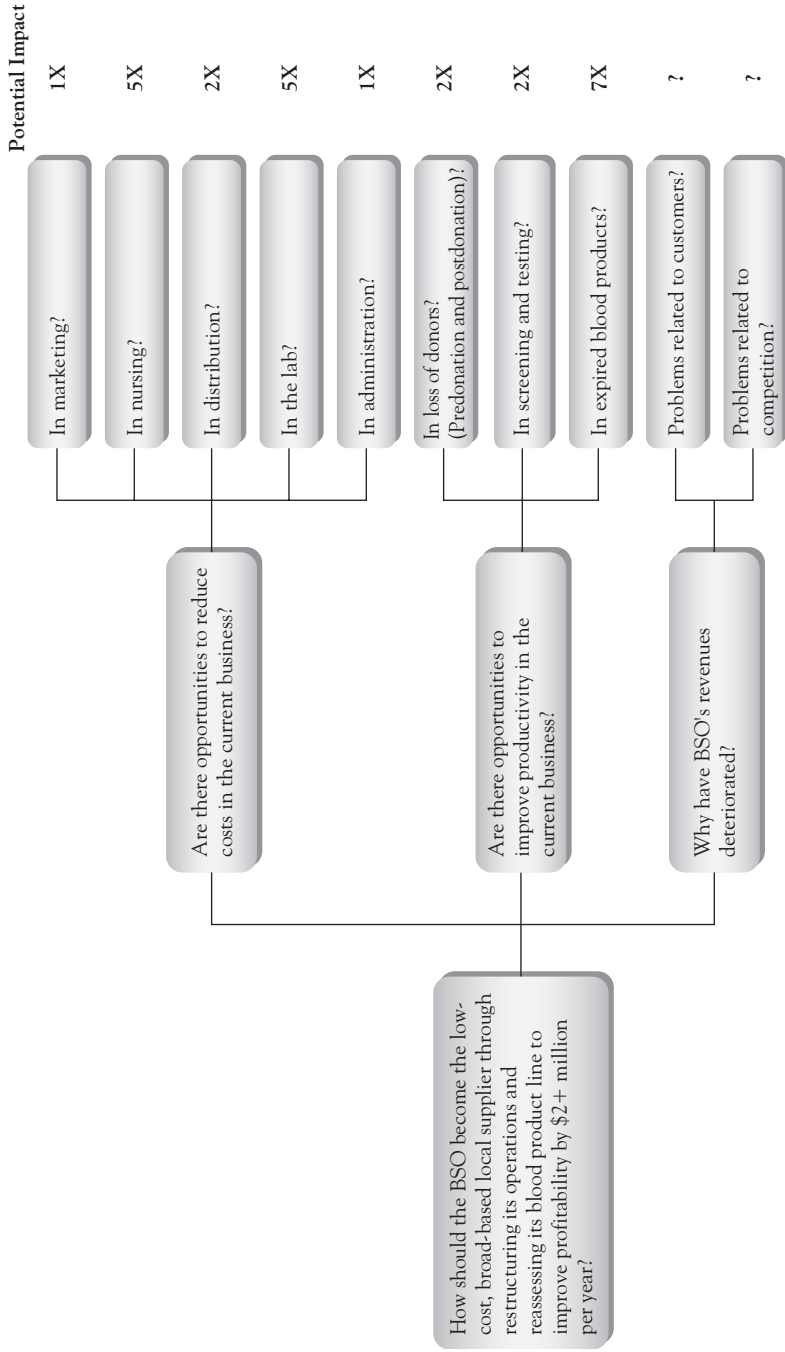 How should the BSO become the low-
cost, broad-based local supplier through
restructuring its operations and
reassessing its blood product line to
improve profitability by $2+ million
per year?
Are there opportunities to reduce
costs in the current business?
Are there opportunities to
improve productivity in the
current business?
Why have BSO's revenues
deteriorated?
Potential Impact
In marketing?
1X
In nursing?
5X
In distribution?
2X
In the lab?
5X
In administration?
1X
In loss of donors?
(Predonation and postdonation)?
2X
In screening and testing?
2X
In expired blood products?
7X
Problems related to customers?
?
Problems related to
competition?
?